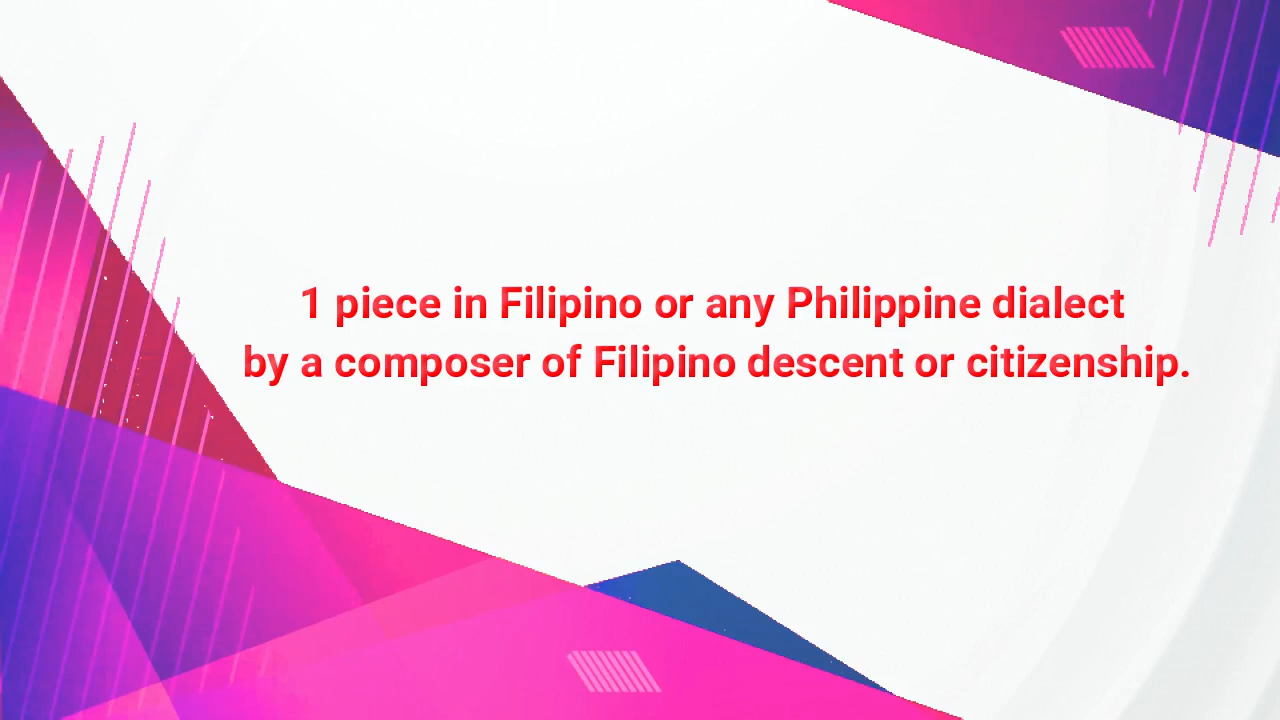 1 piece in Filipino or any Philippine dialect
by a composer of Filipino descent or citizenship.